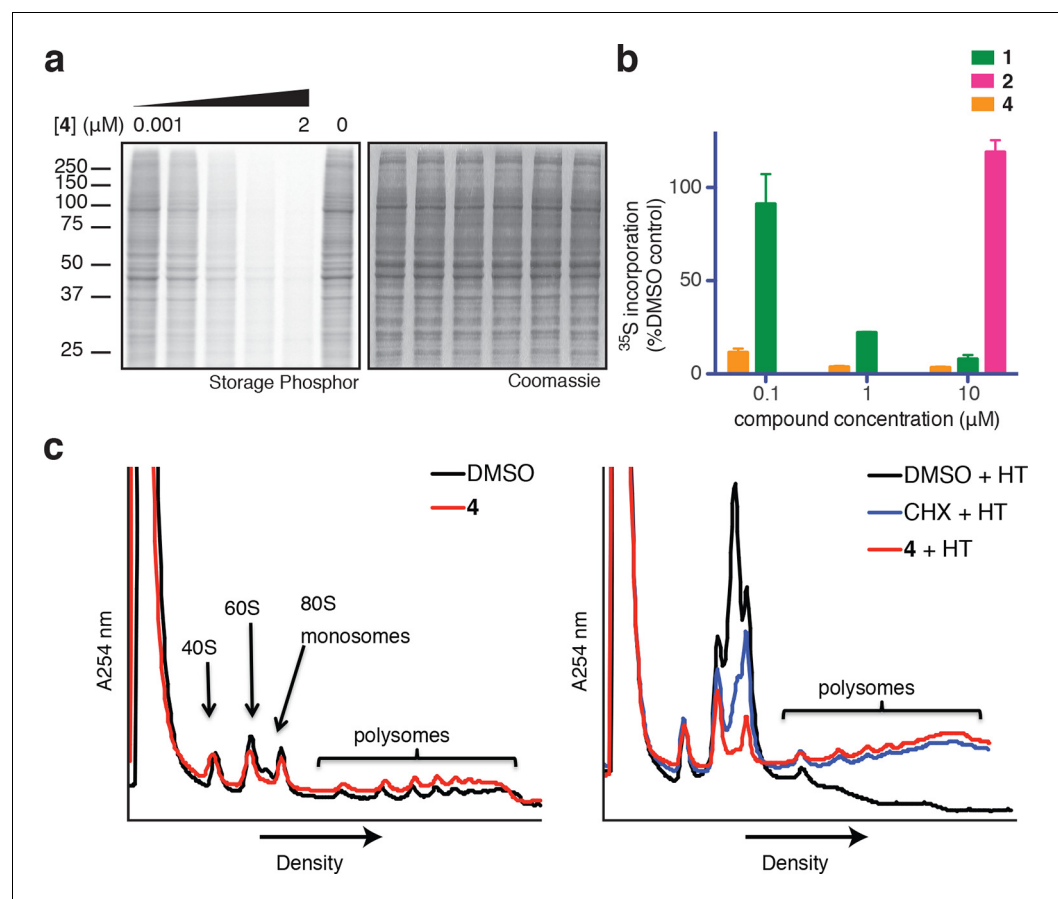 a
[4] (μM) 0.001 2 0
250
150
100
75
50
37
25
Storage Phosphor
Coomassie
b
1
2
4
35S incorporation
(%DMSO control)
100
50
0
0.1 1 10
compound concentration (μM)
c
DMSO
4
A254 nm
40S
60S
80S
monosomes
polysomes
Density
DMSO + HT
CHX + HT
4 + HT
A254 nm
polysomes
Density